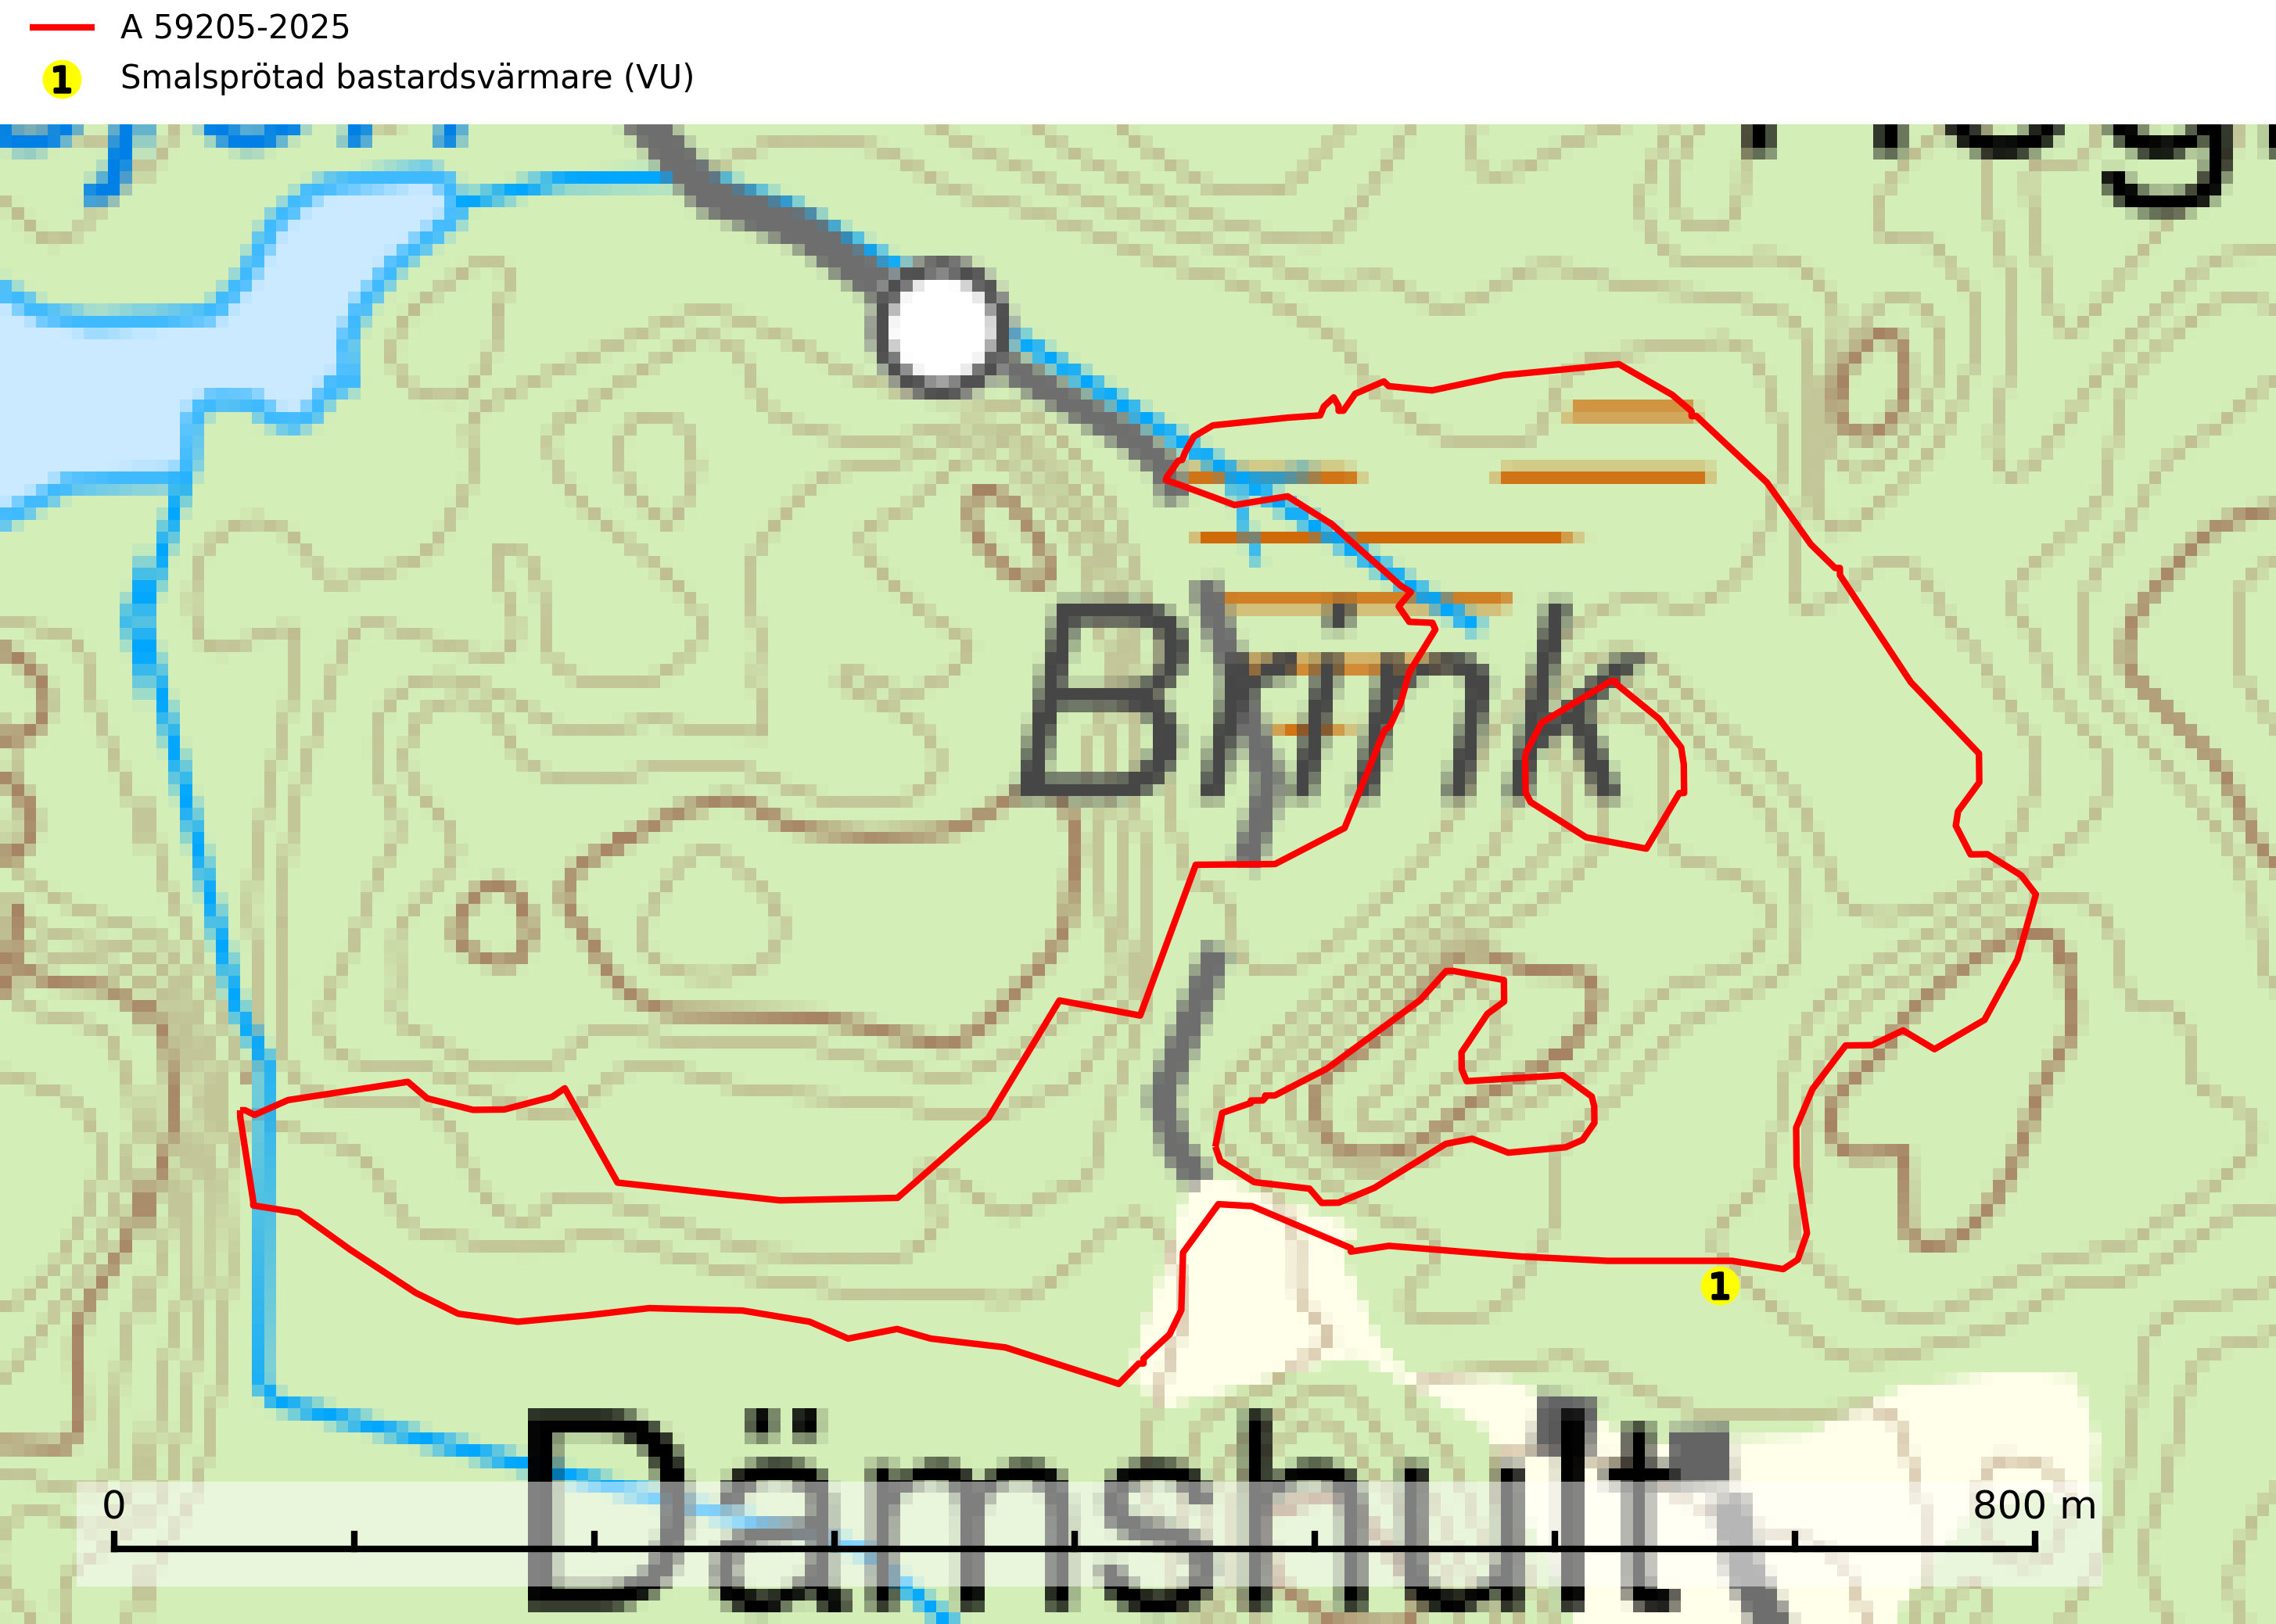 A 59205-2025
1 Smalsprötad bastardsvärmare (VU)
Brink
1
Dämshult
0 800 m